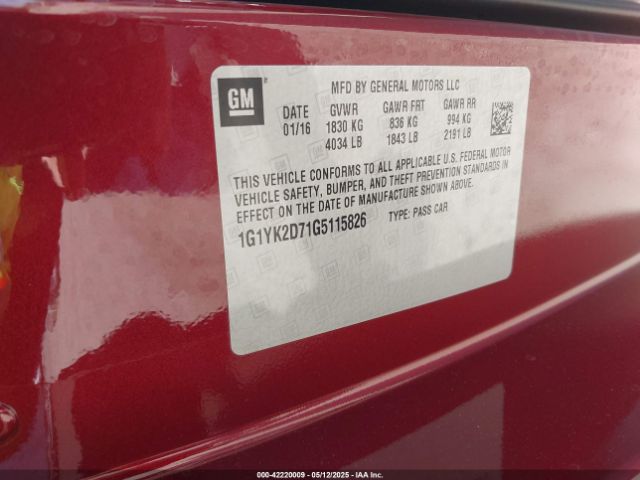 GM
MFD BY GENERAL MOTORS LLC
DATE GVWR GAWR FRT GAWR RR
01/16 1830 KG 836 KG 994 KG
4034 LB 1843 LB 2191 LB
THIS VEHICLE CONFORMS TO ALL APPLICABLE U.S. FEDERAL MOTOR
VEHICLE SAFETY, BUMPER, AND THEFT PREVENTION STANDARDS IN
EFFECT ON THE DATE OF MANUFACTURE SHOWN ABOVE.
1G1YK2D71G5115826 TYPE: PASS CAR
000-42220009 - 05/12/2025 - IAA Inc.